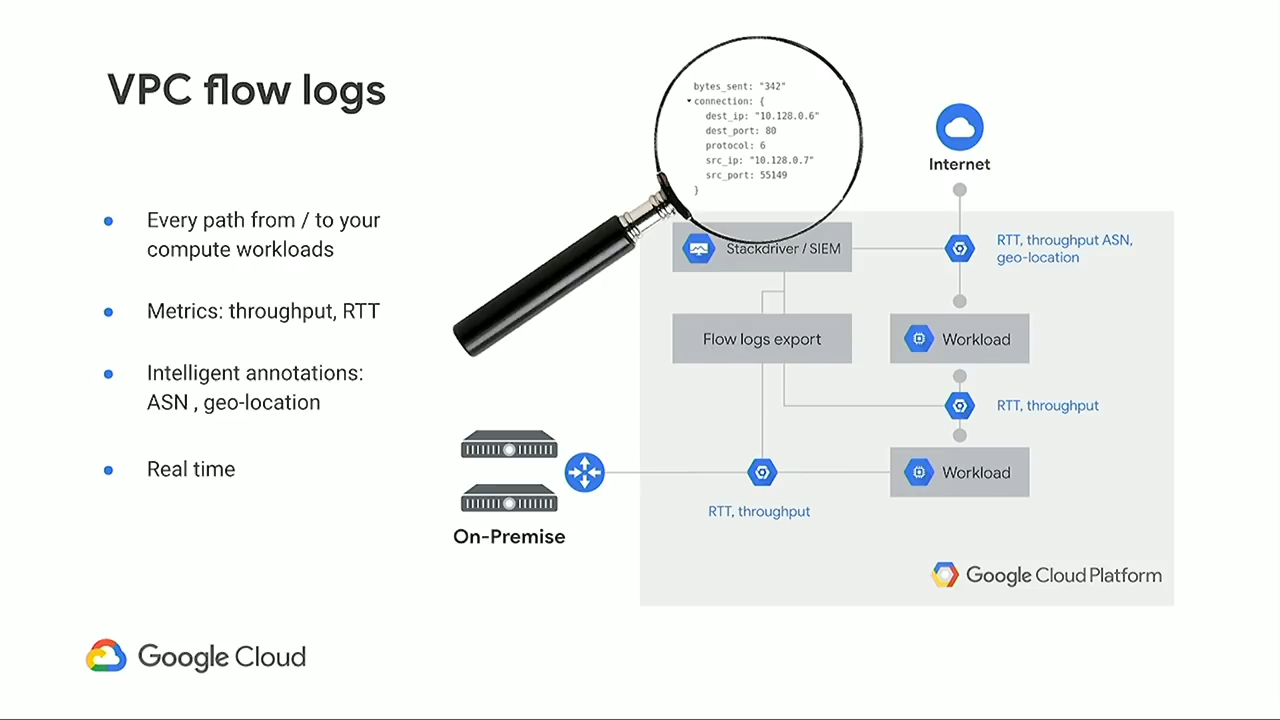 VPC flow logs
Every path from / to your
compute workloads
Metrics: throughput, RTT
Intelligent annotations:
ASN , geo-location
Real time
bytes_sent: "342"
connection: {
dest_ip: "10.128.0.6"
dest_port: 80
protocol: 6
src_ip: "10.128.0.7"
src_port: 55149
}
Internet
Stackdriver / SIEM
RTT, throughput ASN,
geo-location
Flow logs export
Workload
RTT, throughput
Workload
RTT, throughput
On-Premise
Google Cloud Platform
Google Cloud